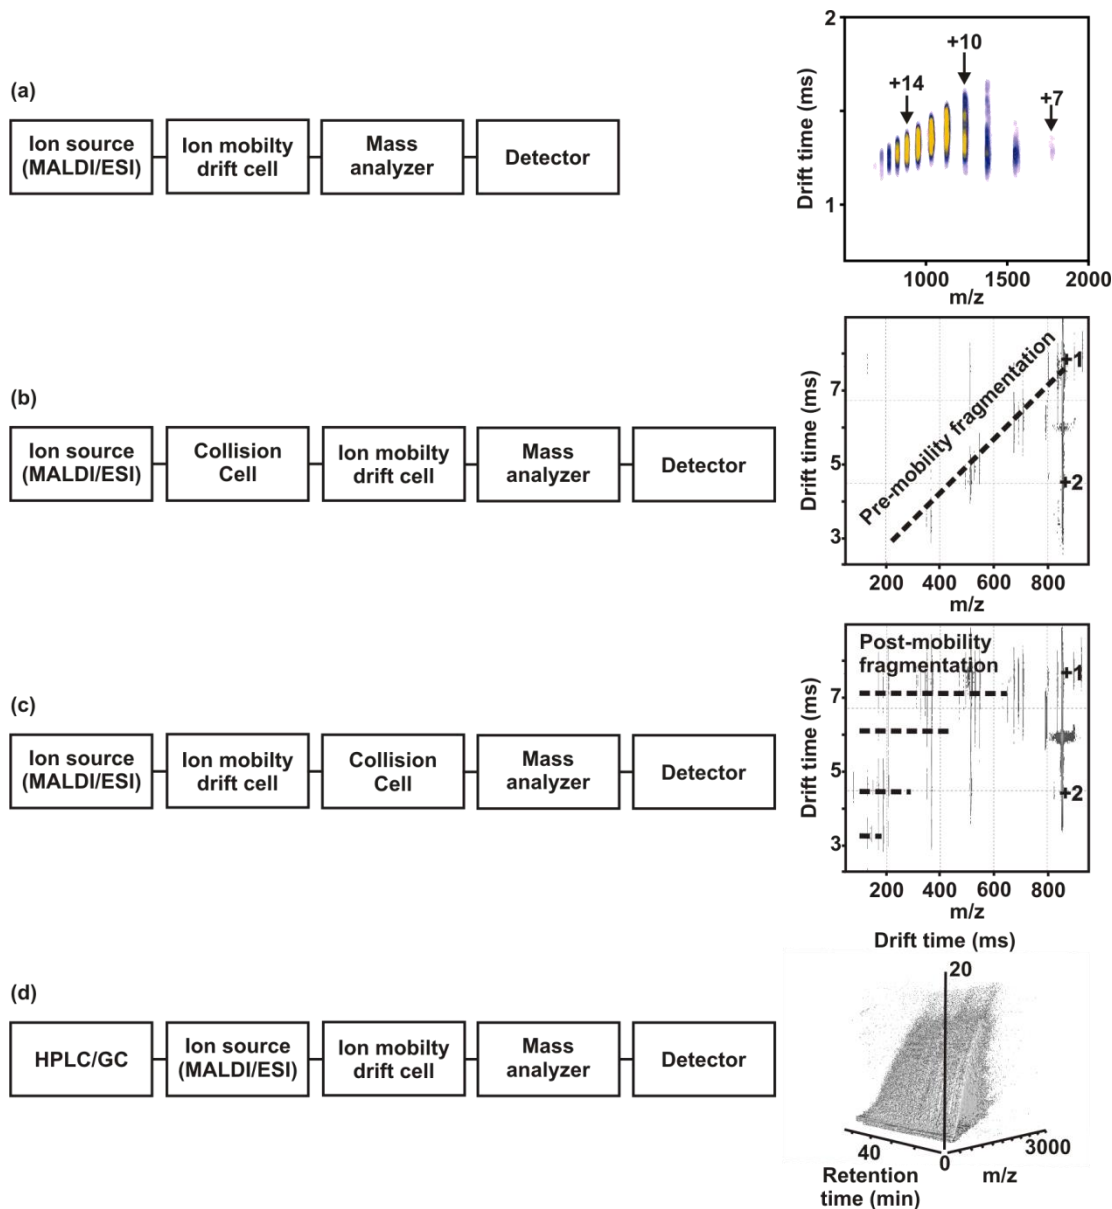 (a)
Ion source
(MALDI/ESI)
Ion mobilty
drift cell
Mass
analyzer
Detector
2
1
Drift time (ms)
+14
+10
+7
1000
1500
2000
m/z
(b)
Ion source
(MALDI/ESI)
Collision
Cell
Ion mobilty
drift cell
Mass
analyzer
Detector
Drift time (ms)
7
5
3
Pre-mobility fragmentation
+1
+2
200
400
600
800
m/z
(c)
Ion source
(MALDI/ESI)
Ion mobilty
drift cell
Collision
Cell
Mass
analyzer
Detector
Drift time (ms)
7
5
3
Post-mobility
fragmentation
+1
+2
200
400
600
800
m/z
(d)
HPLC/GC
Ion source
(MALDI/ESI)
Ion mobilty
drift cell
Mass
analyzer
Detector
Drift time (ms)
20
40
0
3000
Retention
time (min)
m/z